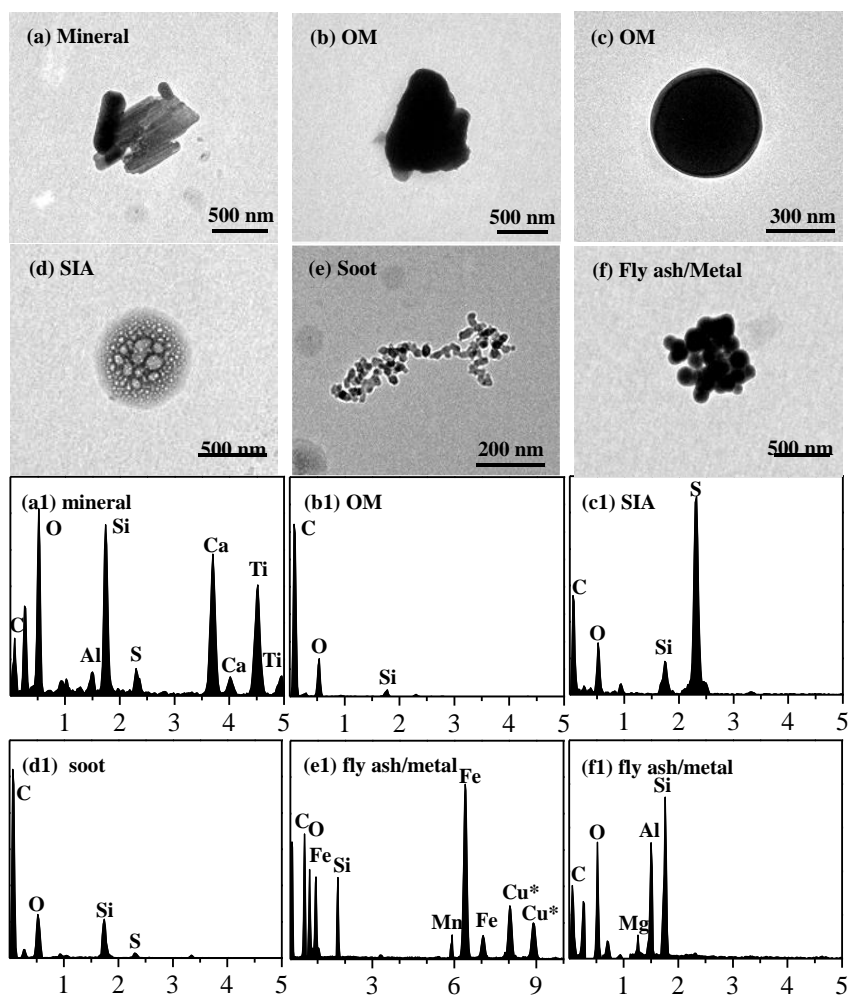 (a) Mineral
500 nm
(b) OM
500 nm
(c) OM
300 nm
(d) SIA
500 nm
(e) Soot
200 nm
(f) Fly ash/Metal
500 nm
(a1) mineral
C
O
Al
Si
S
Ca
Ca
Ti
Ti
1 2 3 4 5
(b1) OM
C
O
Si
1 2 3 4 5
(c1) SIA
C
O
Si
S
1 2 3 4 5
(d1) soot
C
O
Si
S
1 2 3 4 5
(e1) fly ash/metal
C
O
Fe
Si
Mn
Fe
Fe
Cu*
Cu*
3 6 9
(f1) fly ash/metal
C
O
Mg
Al
Si
1 2 3 4 5